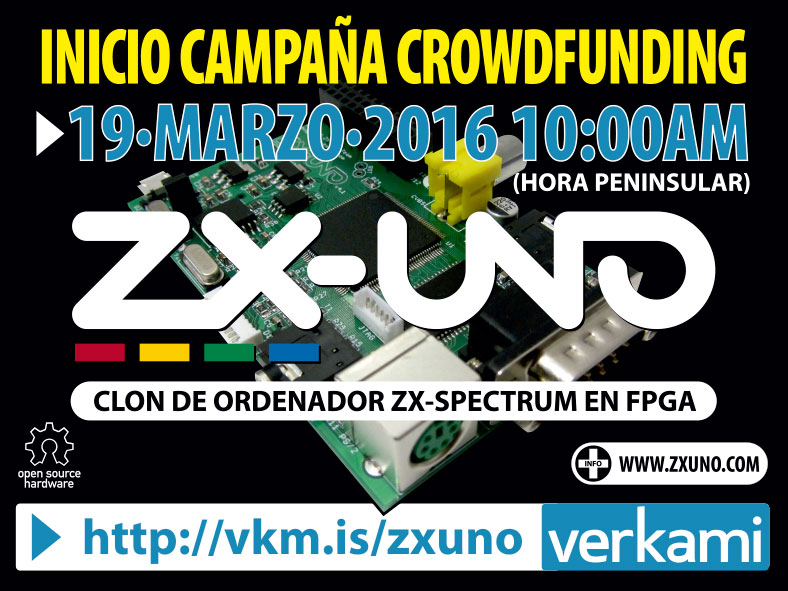 INICIO CAMPAÑA CROWDFUNDING
19·MARZO·2016 10:00AM
(HORA PENINSULAR)
ZX-UNO
JTAG
CLON DE ORDENADOR ZX-SPECTRUM EN FPGA
open source
hardware
INFO
WWW.ZXUNO.COM
http://vkm.is/zxuno
verkami